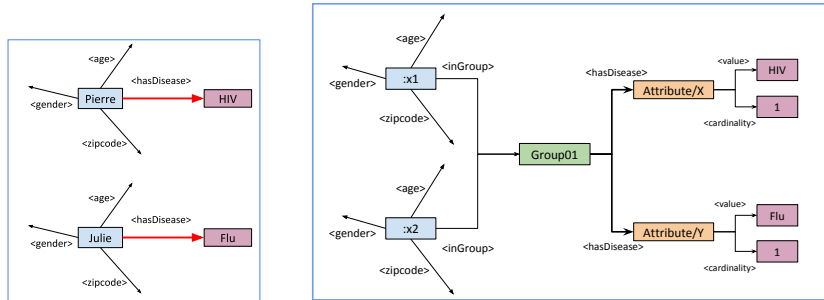 <age>
<hasDisease>
<gender>
Pierre
HIV
<zipcode>
<age>
<hasDisease>
<gender>
Julie
Flu
<zipcode>
<age>
<inGroup>
:x1
<gender>
<zipcode>
<age>
:x2
<gender>
<inGroup>
<zipcode>
Group01
<hasDisease>
Attribute/X
<value>
HIV
1
<cardinality>
<hasDisease>
Attribute/Y
<value>
Flu
1
<cardinality>